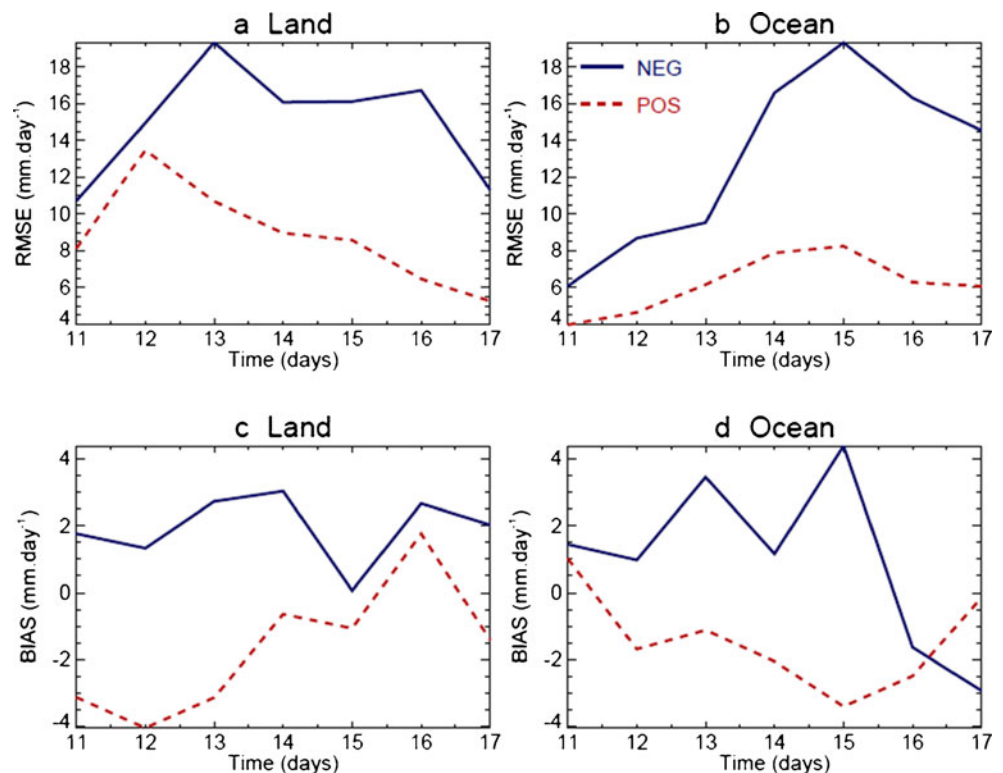 a Land
18
16
14
12
10
8
6
4
RMSE (mm.day⁻¹)
11 12 13 14 15 16 17
Time (days)
b Ocean
NEG
POS
18
16
14
12
10
8
6
4
RMSE (mm.day⁻¹)
11 12 13 14 15 16 17
Time (days)
c Land
4
2
0
-2
-4
BIAS (mm.day⁻¹)
11 12 13 14 15 16 17
Time (days)
d Ocean
4
2
0
-2
-4
BIAS (mm.day⁻¹)
11 12 13 14 15 16 17
Time (days)